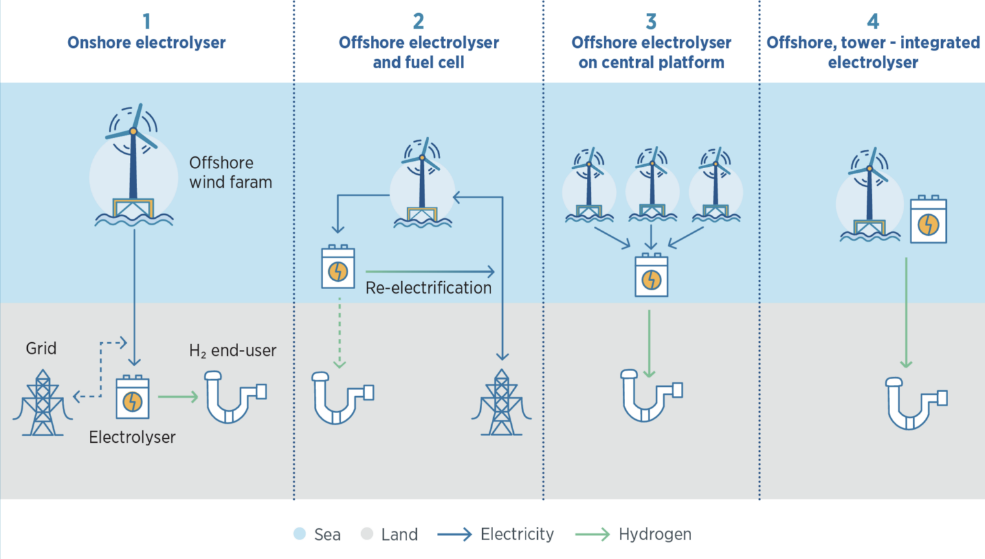 1
Onshore electrolyser
2
Offshore electrolyser
and fuel cell
3
Offshore electrolyser
on central platform
4
Offshore, tower - integrated
electrolyser
Offshore
wind faram
Grid
H₂ end-user
Electrolyser
Re-electrification
Sea
Land
Electricity
Hydrogen